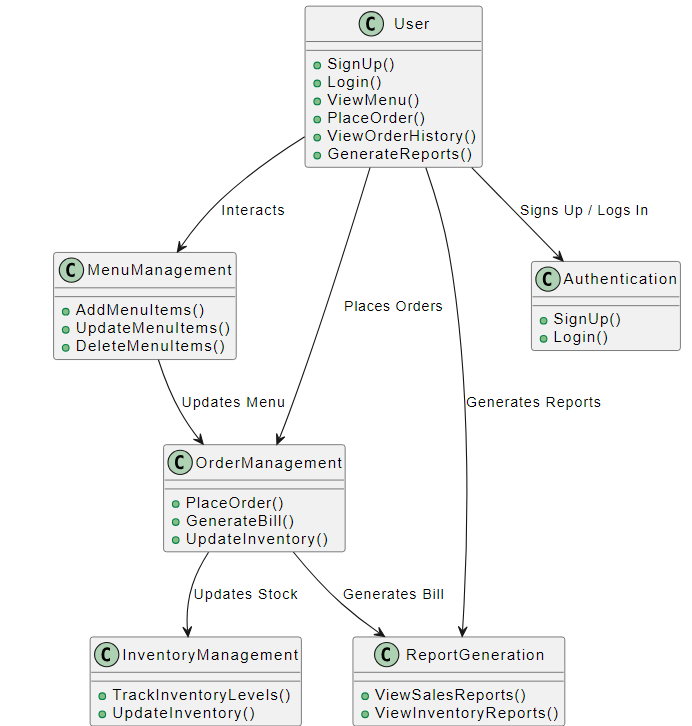 C User
SignUp()
Login()
ViewMenu()
PlaceOrder()
ViewOrderHistory()
GenerateReports()
Interacts
Signs Up / Logs In
C MenuManagement
AddMenuItems()
UpdateMenuItems()
DeleteMenuItems()
C Authentication
SignUp()
Login()
Places Orders
Updates Menu
Generates Reports
C OrderManagement
PlaceOrder()
GenerateBill()
UpdateInventory()
Updates Stock
Generates Bill
C InventoryManagement
TrackInventoryLevels()
UpdateInventory()
C ReportGeneration
ViewSalesReports()
ViewInventoryReports()